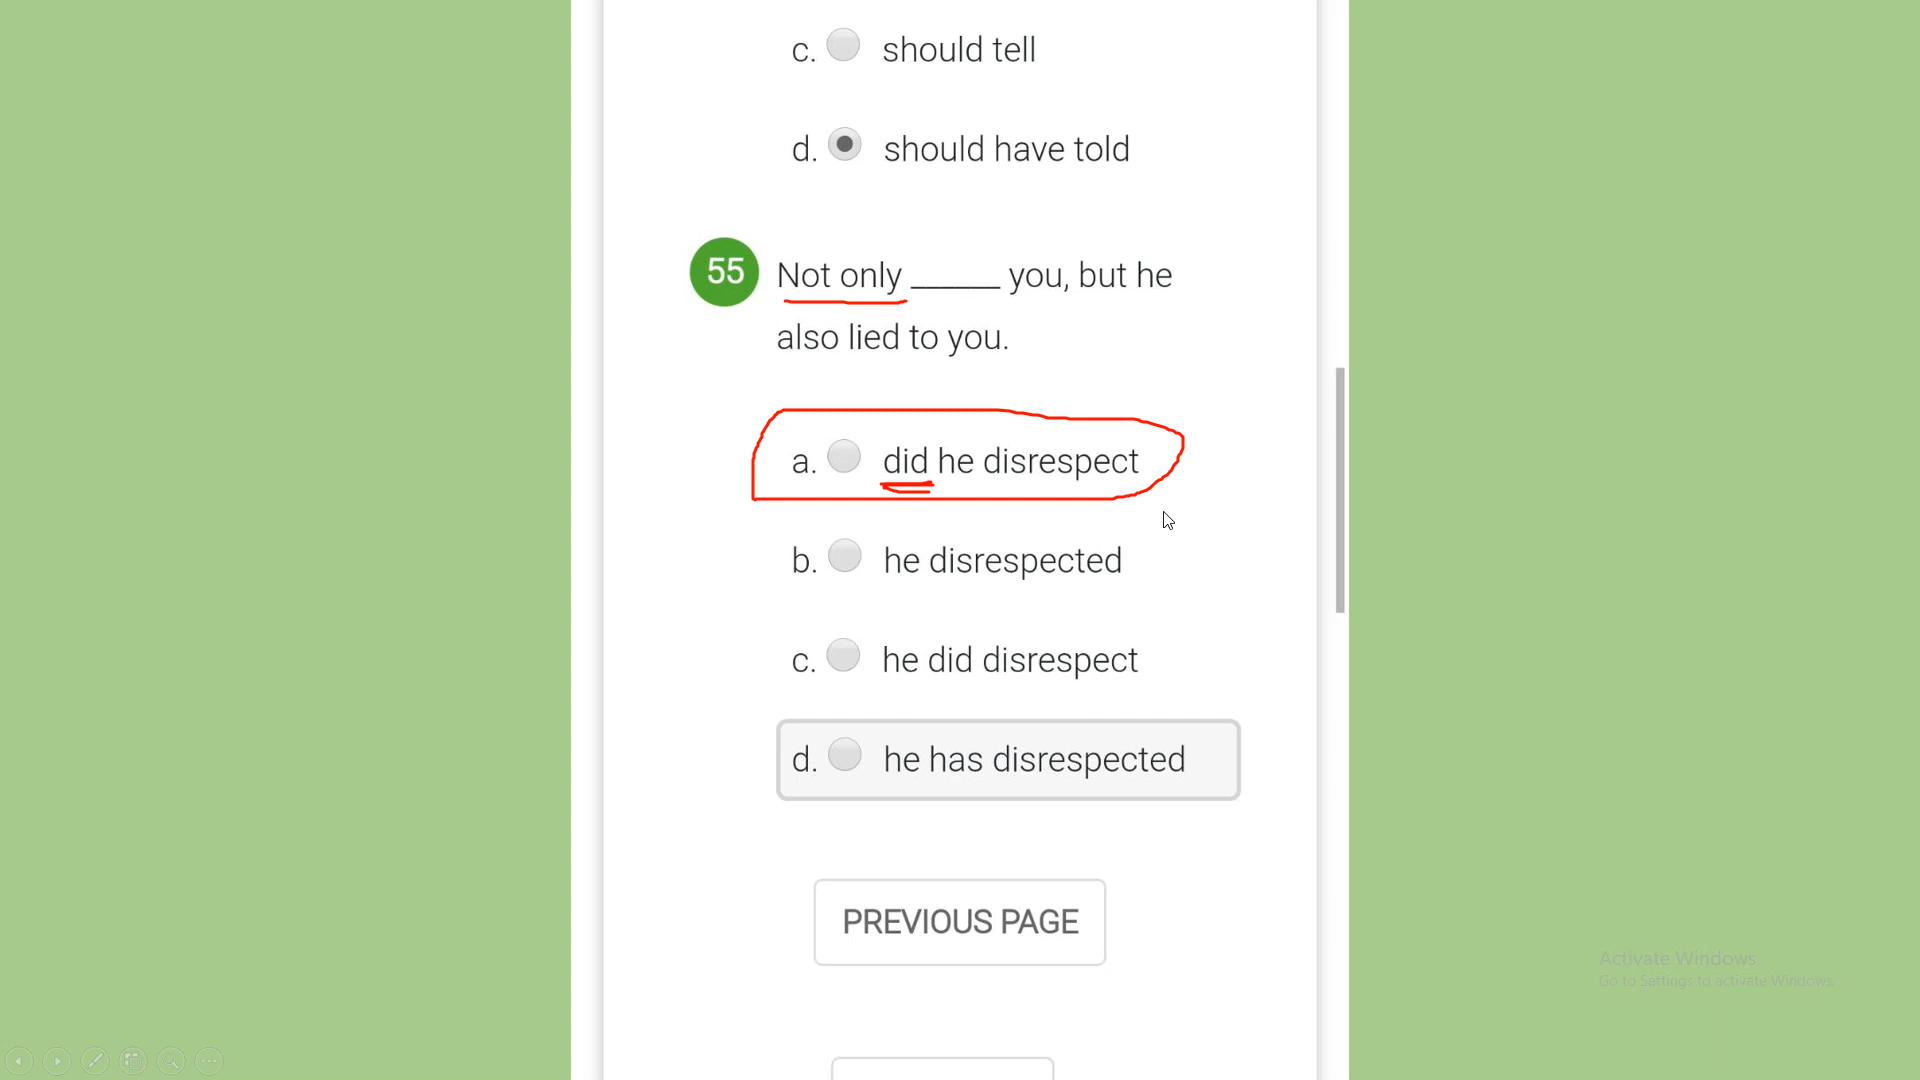 c. should tell
d. should have told
55 Not only ______ you, but he
also lied to you.
a. did he disrespect
b. he disrespected
c. he did disrespect
d. he has disrespected
PREVIOUS PAGE
Activate Windows
Go to Settings to activate Windows.